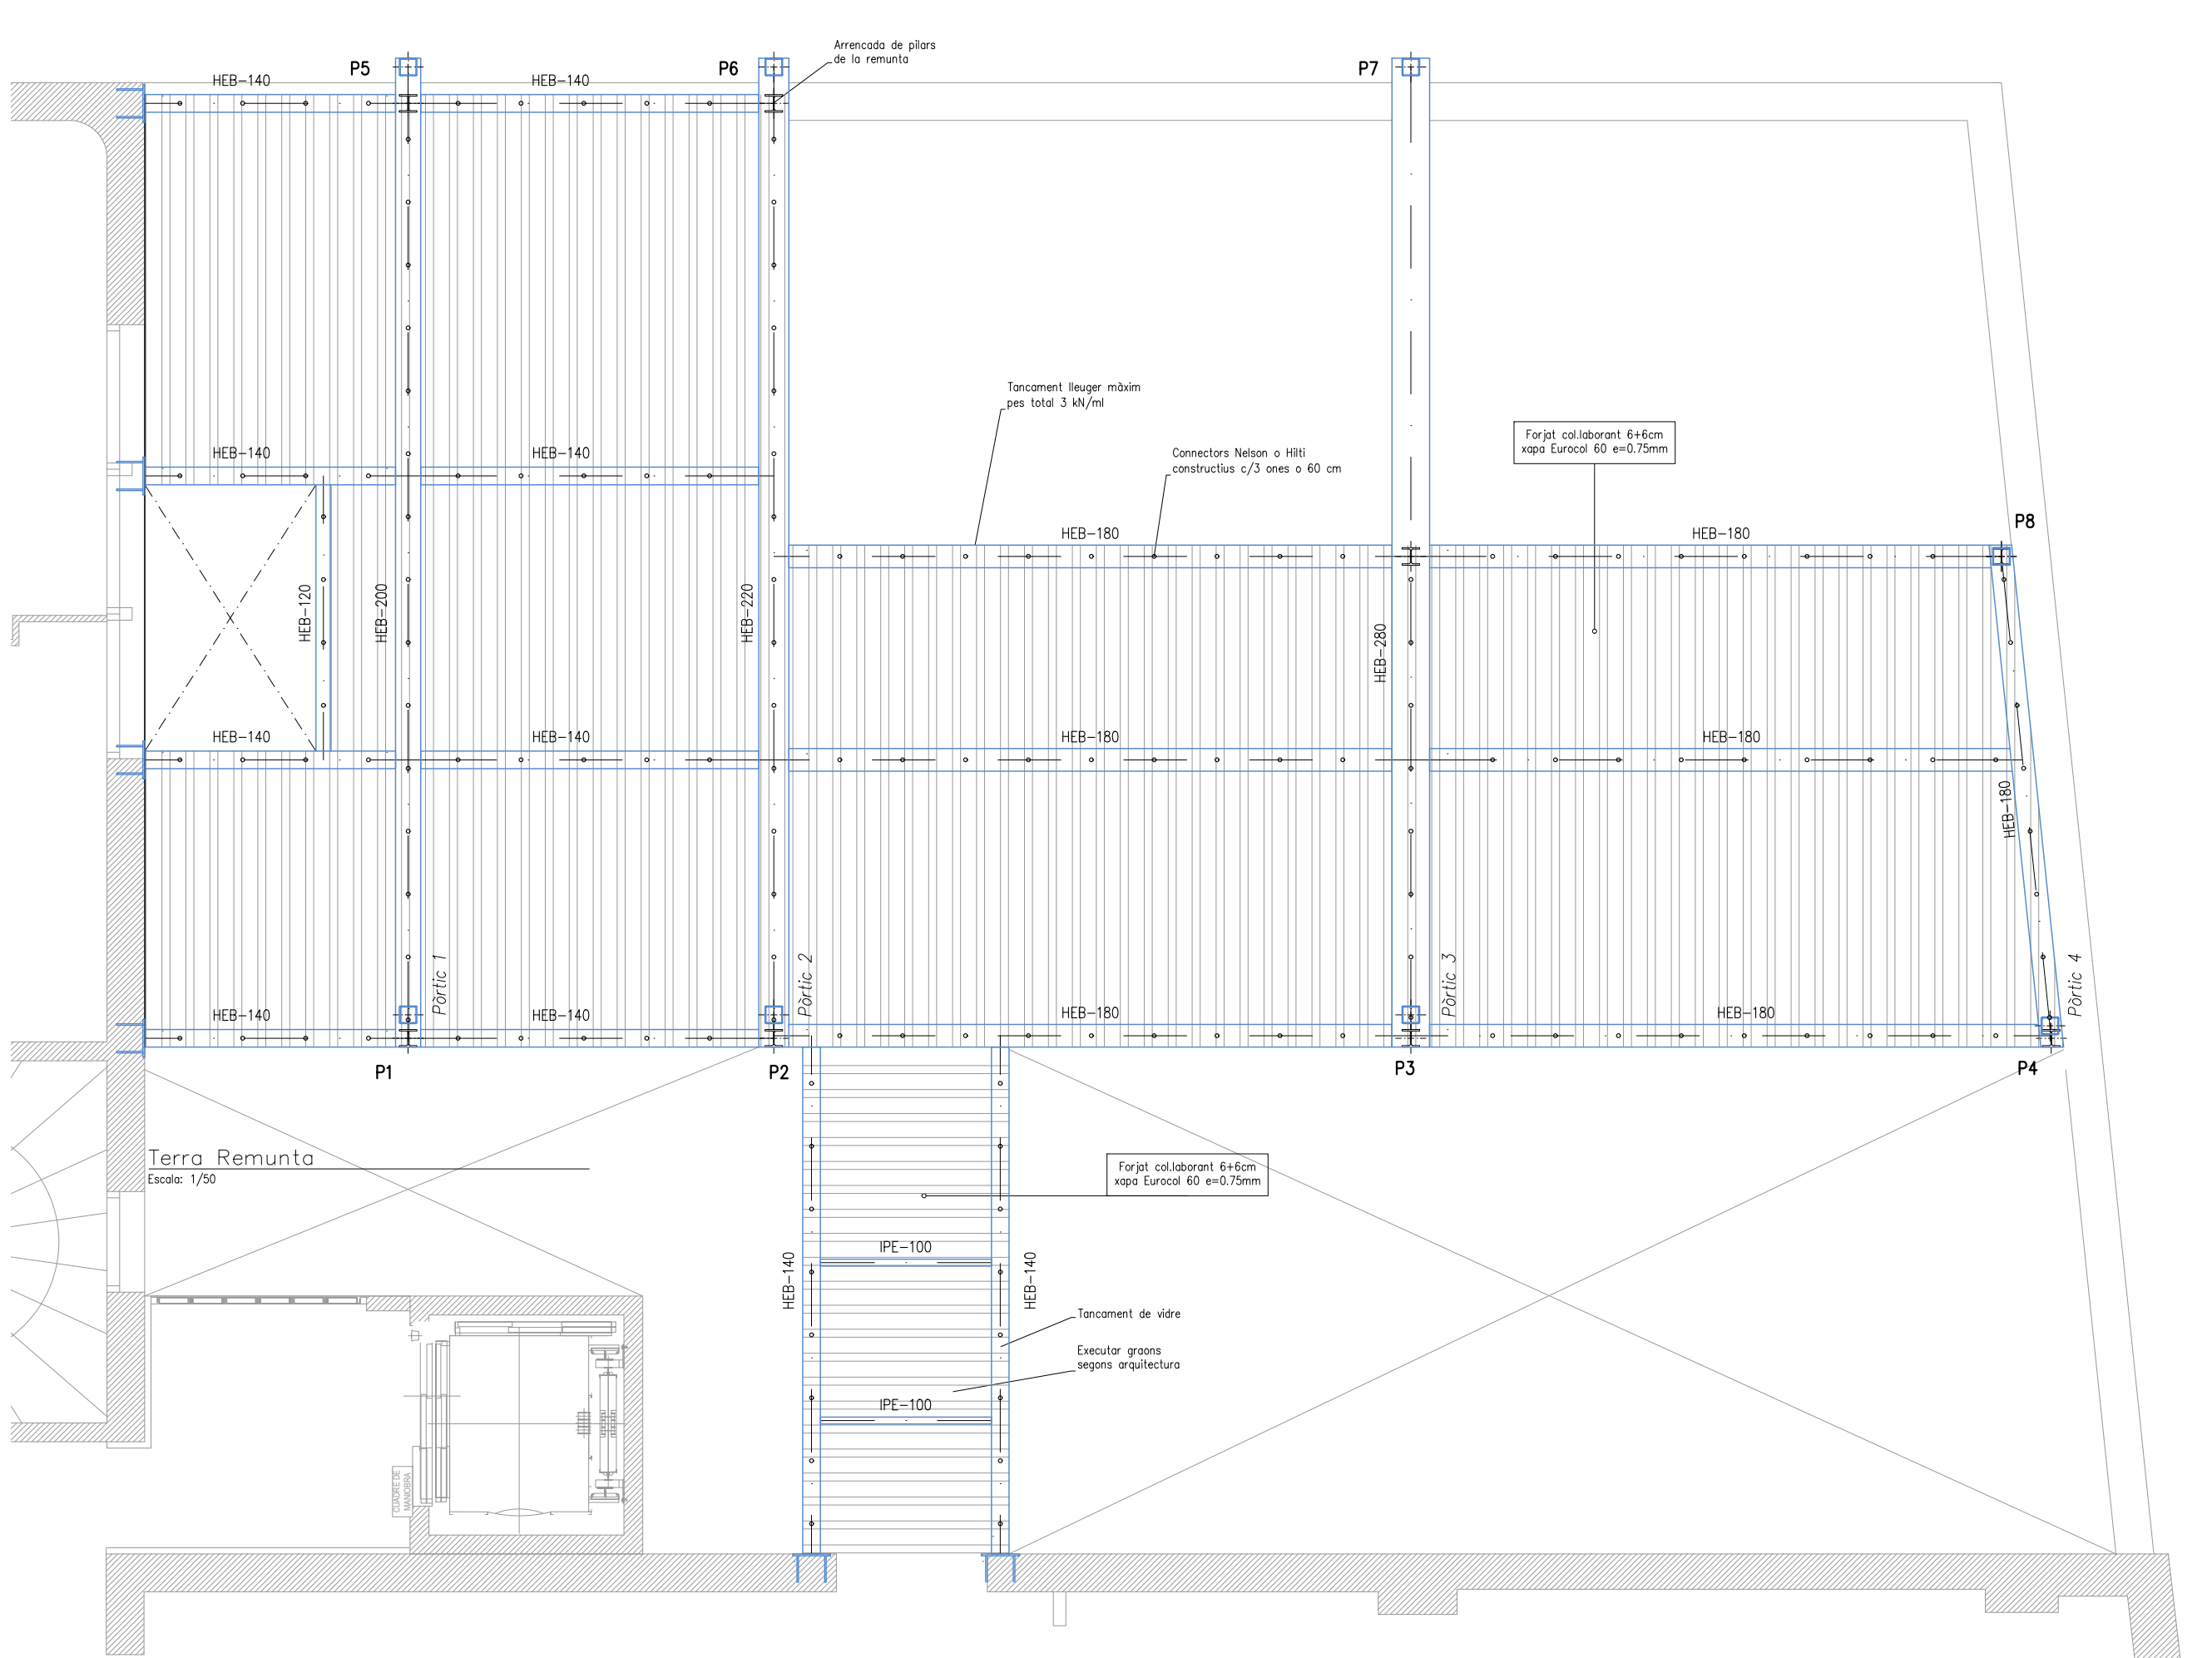 Arrencada de pilars
de la remunta
P5
P6
P7
HEB-140
HEB-140
Tancament lleuger màxim
pes total 3 kN/ml
Forjat col.laborant 6+6cm
xapa Eurocol 60 e=0.75mm
HEB-140
HEB-140
Connectors Nelson o Hilti
constructius c/3 ones o 60 cm
P8
HEB-180
HEB-180
HEB-120
HEB-200
HEB-220
HEB-280
HEB-140
HEB-140
HEB-180
HEB-180
HEB-180
Pòrtic 1
Pòrtic 2
Pòrtic 3
Pòrtic 4
HEB-140
HEB-140
HEB-180
HEB-180
P1
P2
P3
P4
Terra Remunta
Escala: 1/50
Forjat col.laborant 6+6cm
xapa Eurocol 60 e=0.75mm
IPE-100
HEB-140
HEB-140
Tancament de vidre
Executar graons
segons arquitectura
IPE-100
CUADRE DE
MANIOBRA